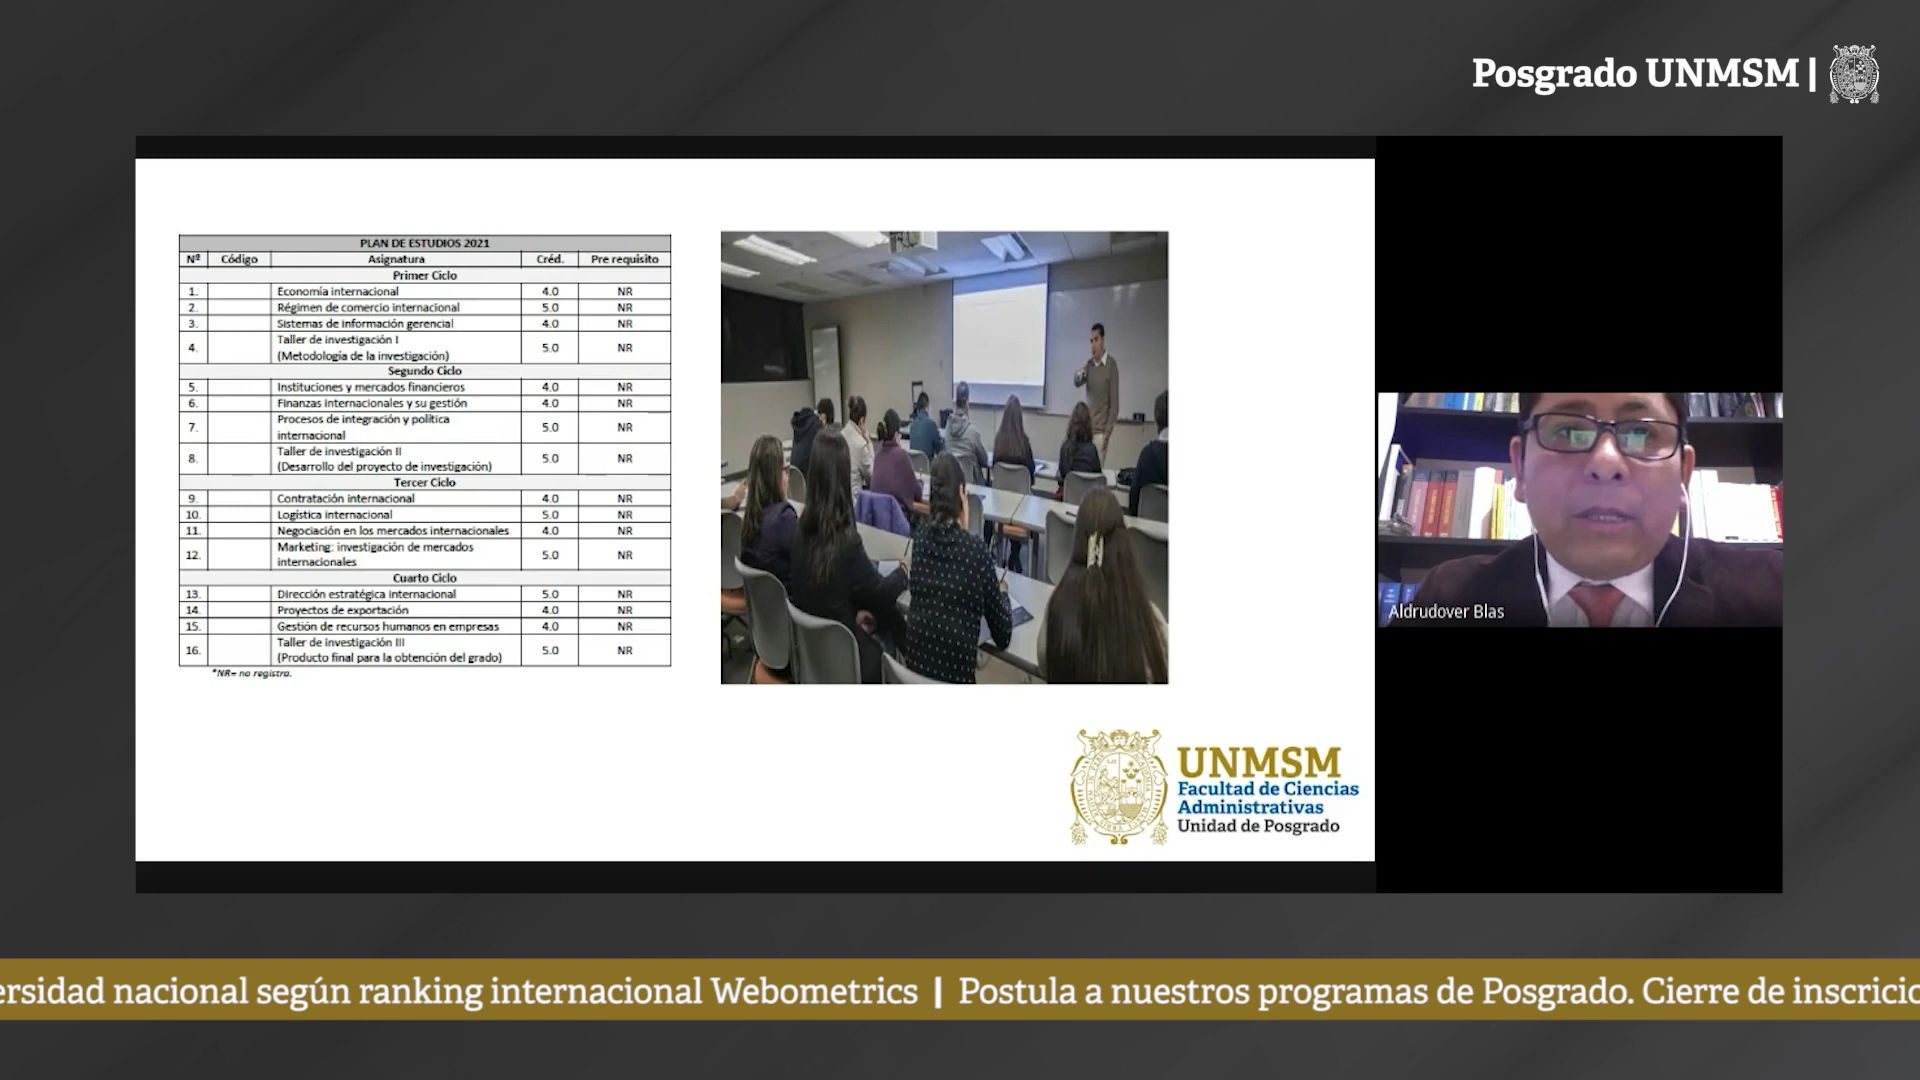 Posgrado UNMSM |
PLAN DE ESTUDIOS 2021
Nº Código Asignatura Créd. Pre requisito
Primer Ciclo
1. Economía internacional 4.0 NR
2. Régimen de comercio internacional 5.0 NR
3. Sistemas de información gerencial 4.0 NR
4. Taller de investigación I 5.0 NR
(Metodología de la investigación)
Segundo Ciclo
5. Instituciones y mercados financieros 4.0 NR
6. Finanzas internacionales y su gestión 4.0 NR
7. Procesos de integración y política 5.0 NR
internacional
8. Taller de investigación II 5.0 NR
(Desarrollo del proyecto de investigación)
Tercer Ciclo
9. Contratación internacional 4.0 NR
10. Logística internacional 5.0 NR
11. Negociación en los mercados internacionales 4.0 NR
12. Marketing: investigación de mercados 5.0 NR
internacionales
Cuarto Ciclo
13. Dirección estratégica internacional 5.0 NR
14. Proyectos de exportación 4.0 NR
15. Gestión de recursos humanos en empresas 4.0 NR
16. Taller de investigación III 5.0 NR
(Producto final para la obtención del grado)
*NR= no registra.
Aldrudover Blas
UNMSM
Facultad de Ciencias
Administrativas
Unidad de Posgrado
ersidad nacional según ranking internacional Webometrics | Postula a nuestros programas de Posgrado. Cierre de inscricio